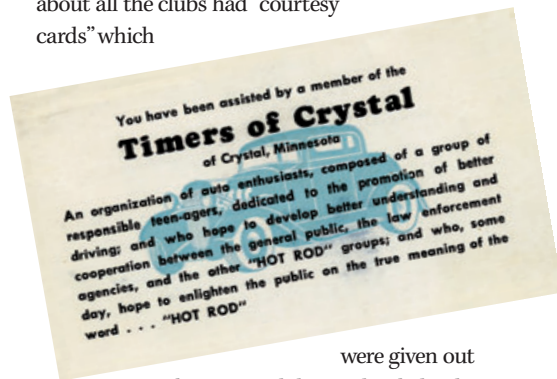 about all the clubs had "courtesy
cards" which
You have been assisted by a member of the
Timers of Crystal
of Crystal, Minnesota
An organization of auto enthusiasts, composed of a group of
responsible teen-agers, dedicated to the promotion of better
driving; and who hope to develop better understanding and
cooperation between the general public, the law enforcement
agencies, and the other "HOT ROD" groups; and who, some
day, hope to enlighten the public on the true meaning of the
word . . . "HOT ROD"
were given out